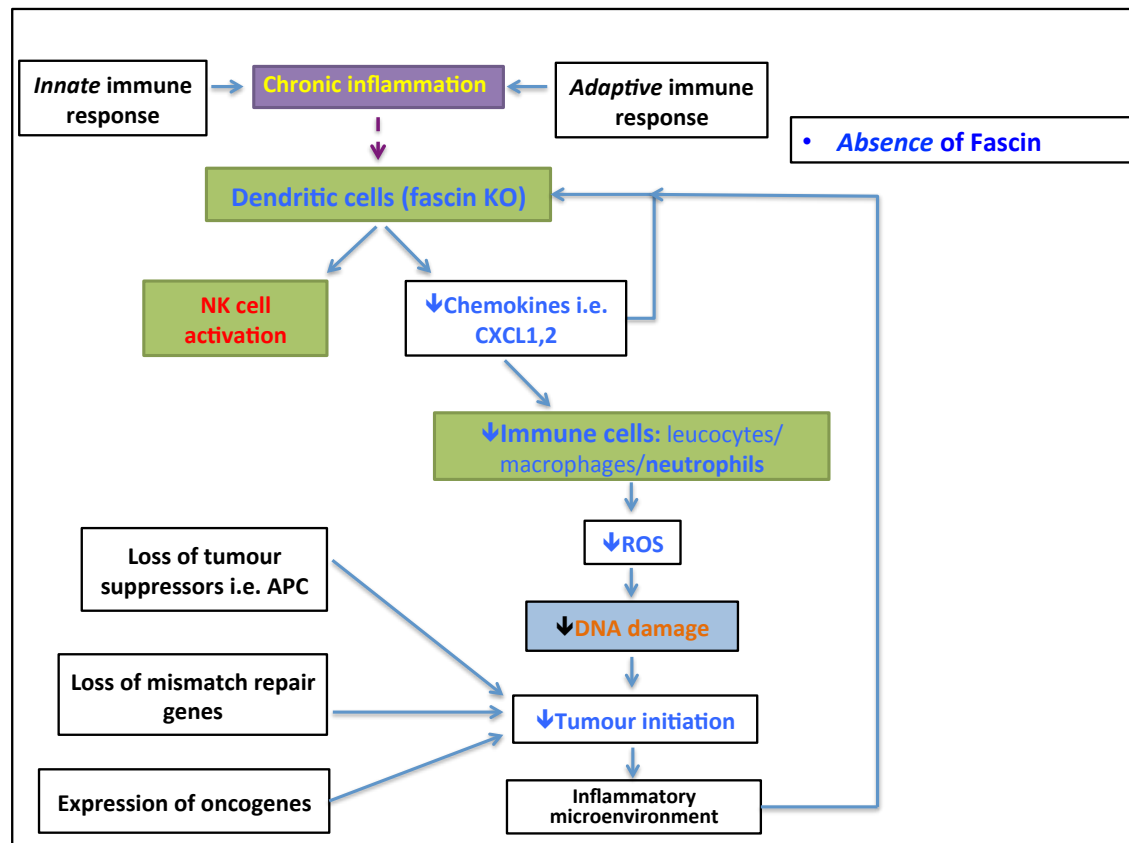 Innate immune
response
Chronic inflammation
Adaptive immune
response
• Absence of Fascin
Dendritic cells (fascin KO)
NK cell
activation
↓Chemokines i.e.
CXCL1,2
↓Immune cells: leucocytes/
macrophages/neutrophils
↓ROS
Loss of tumour
suppressors i.e. APC
↓DNA damage
Loss of mismatch repair
genes
↓Tumour initiation
Expression of oncogenes
Inflammatory
microenvironment